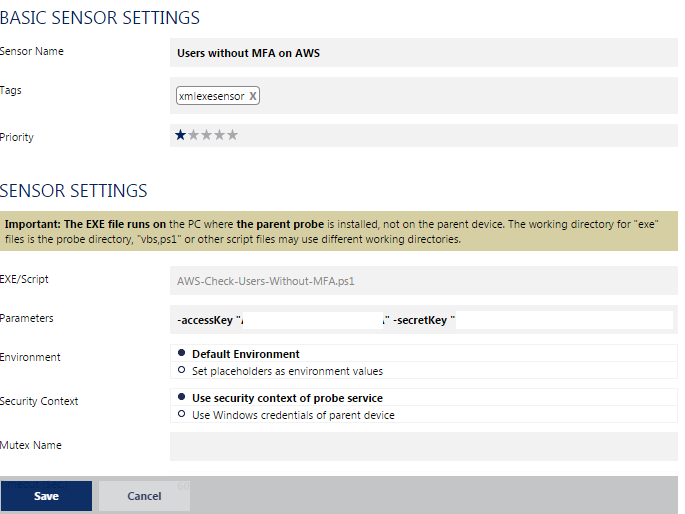 BASIC SENSOR SETTINGS
Sensor Name
Users without MFA on AWS
Tags
xmlexesensor X
Priority
SENSOR SETTINGS
Important: The EXE file runs on the PC where the parent probe is installed, not on the parent device. The working directory for "exe"
files is the probe directory, "vbs,ps1" or other script files may use different working directories.
EXE/Script
AWS-Check-Users-Without-MFA.ps1
Parameters
-accessKey " " -secretKey "
Environment
Default Environment
Set placeholders as environment values
Security Context
Use security context of probe service
Use Windows credentials of parent device
Mutex Name
Save
Cancel